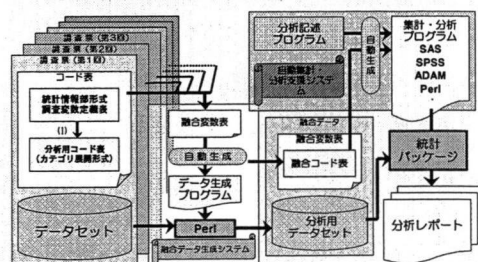 調査票（第3回）
調査票（第2回）
調査票（第1回）
コード表
統計情報部形式
調査変数定義表
分析用コード表
(カテゴリ展開形式)
データセット
融合変数表
自動生成
データ生成
プログラム
Perl
融合データ生成システム
分析記述
プログラム
自動集計
分析支援システム
自動生成
融合データ
融合変数表
融合コード表
分析用
データセット
集計・分析
プログラム
SAS
SPSS
ADAM
Perl
統計
パッケージ
分析レポート